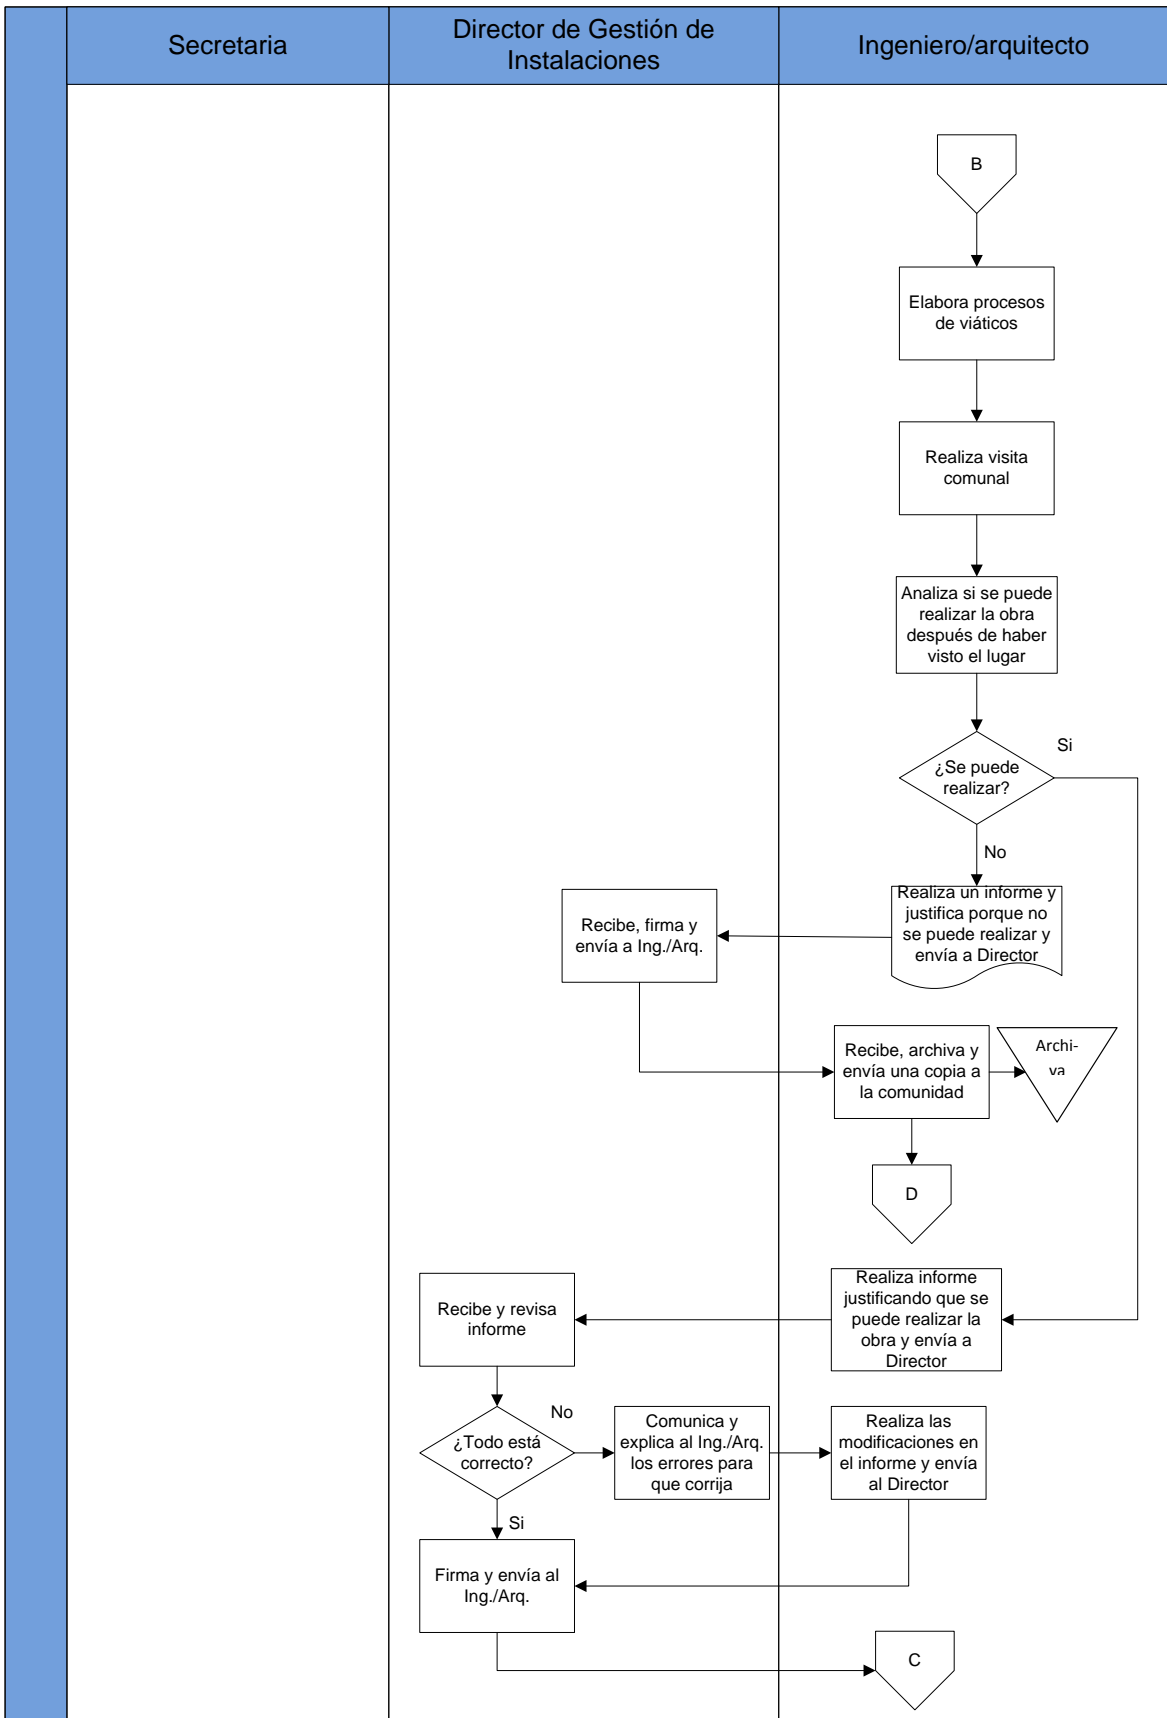 Secretaria
Director de Gestión de
Instalaciones
Ingeniero/arquitecto
B
Elabora procesos
de viáticos
Realiza visita
comunal
Analiza si se puede
realizar la obra
después de haber
visto el lugar
¿Se puede
realizar?
Si
No
Realiza un informe y
justifica porque no
se puede realizar y
envía a Director
Recibe, firma y
envía a Ing./Arq.
Recibe, archiva y
envía una copia a
la comunidad
Archi-
va
D
Realiza informe
justificando que se
puede realizar la
obra y envía a
Director
Recibe y revisa
informe
¿Todo está
correcto?
No
Comunica y
explica al Ing./Arq.
los errores para
que corrija
Realiza las
modificaciones en
el informe y envía
al Director
Si
Firma y envía al
Ing./Arq.
C